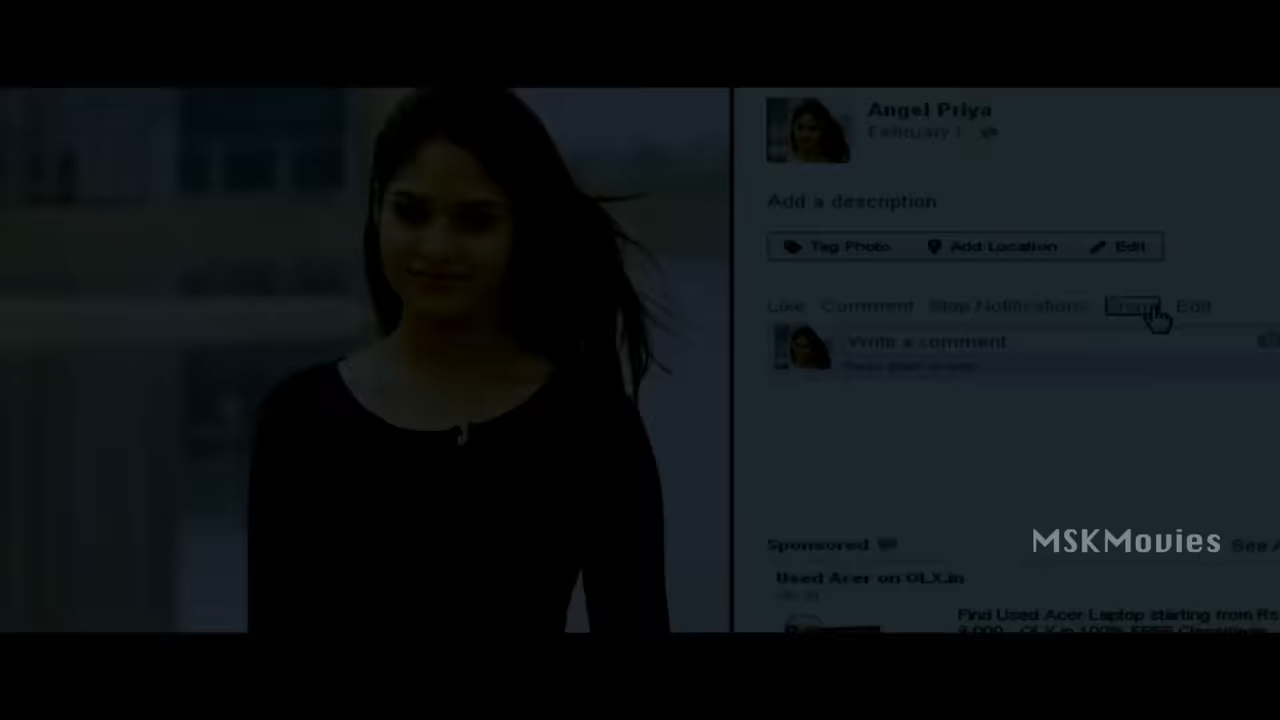 Angel Priya
February 1
Add a description
Tag Photo Add Location Edit
Like Comment Stop Notifications Edit
Write a comment
MSKMovies
Sponsored See A
Used Acer on OLX.in
Find Used Acer Laptop starting from Rs